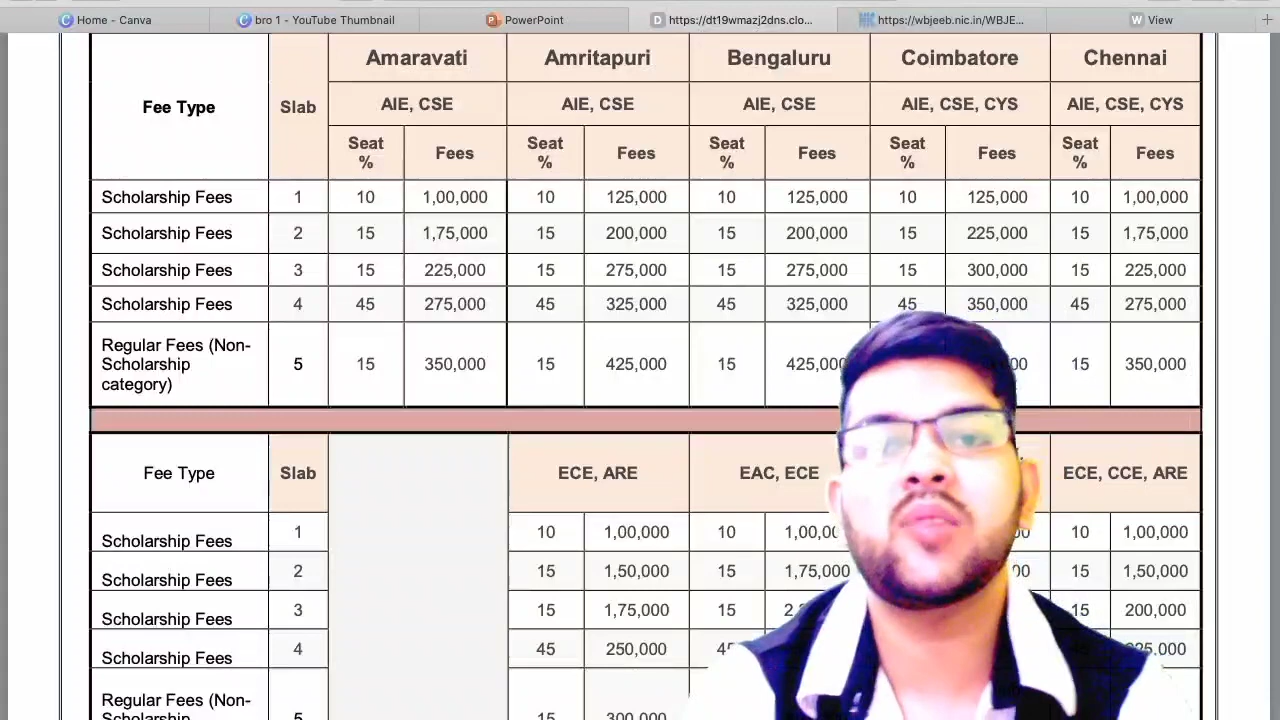 Home - Canva
bro 1 - YouTube Thumbnail
PowerPoint
https://dt19wmazj2dns.clo...
https://wbjeeb.nic.in/WBJE...
View
Amaravati Amritapuri Bengaluru Coimbatore Chennai
Fee Type Slab AIE, CSE AIE, CSE AIE, CSE AIE, CSE, CYS AIE, CSE, CYS
Seat % Fees Seat % Fees Seat % Fees Seat % Fees Seat % Fees
Scholarship Fees 1 10 1,00,000 10 125,000 10 125,000 10 125,000 10 1,00,000
Scholarship Fees 2 15 1,75,000 15 200,000 15 200,000 15 225,000 15 1,75,000
Scholarship Fees 3 15 225,000 15 275,000 15 275,000 15 300,000 15 225,000
Scholarship Fees 4 45 275,000 45 325,000 45 325,000 45 350,000 45 275,000
Regular Fees (Non-
Scholarship 5 15 350,000 15 425,000 15 425,000 15 350,000
category)
Fee Type Slab ECE, ARE EAC, ECE ECE, CCE, ARE
Scholarship Fees 1 10 1,00,000 10 10 1,00,000
Scholarship Fees 2 15 1,50,000 15 1,75,000 15 1,50,000
Scholarship Fees 3 15 1,75,000 15 15 200,000
Scholarship Fees 4 45 250,000
Regular Fees (Non-
Scholarship 5 15 300,000